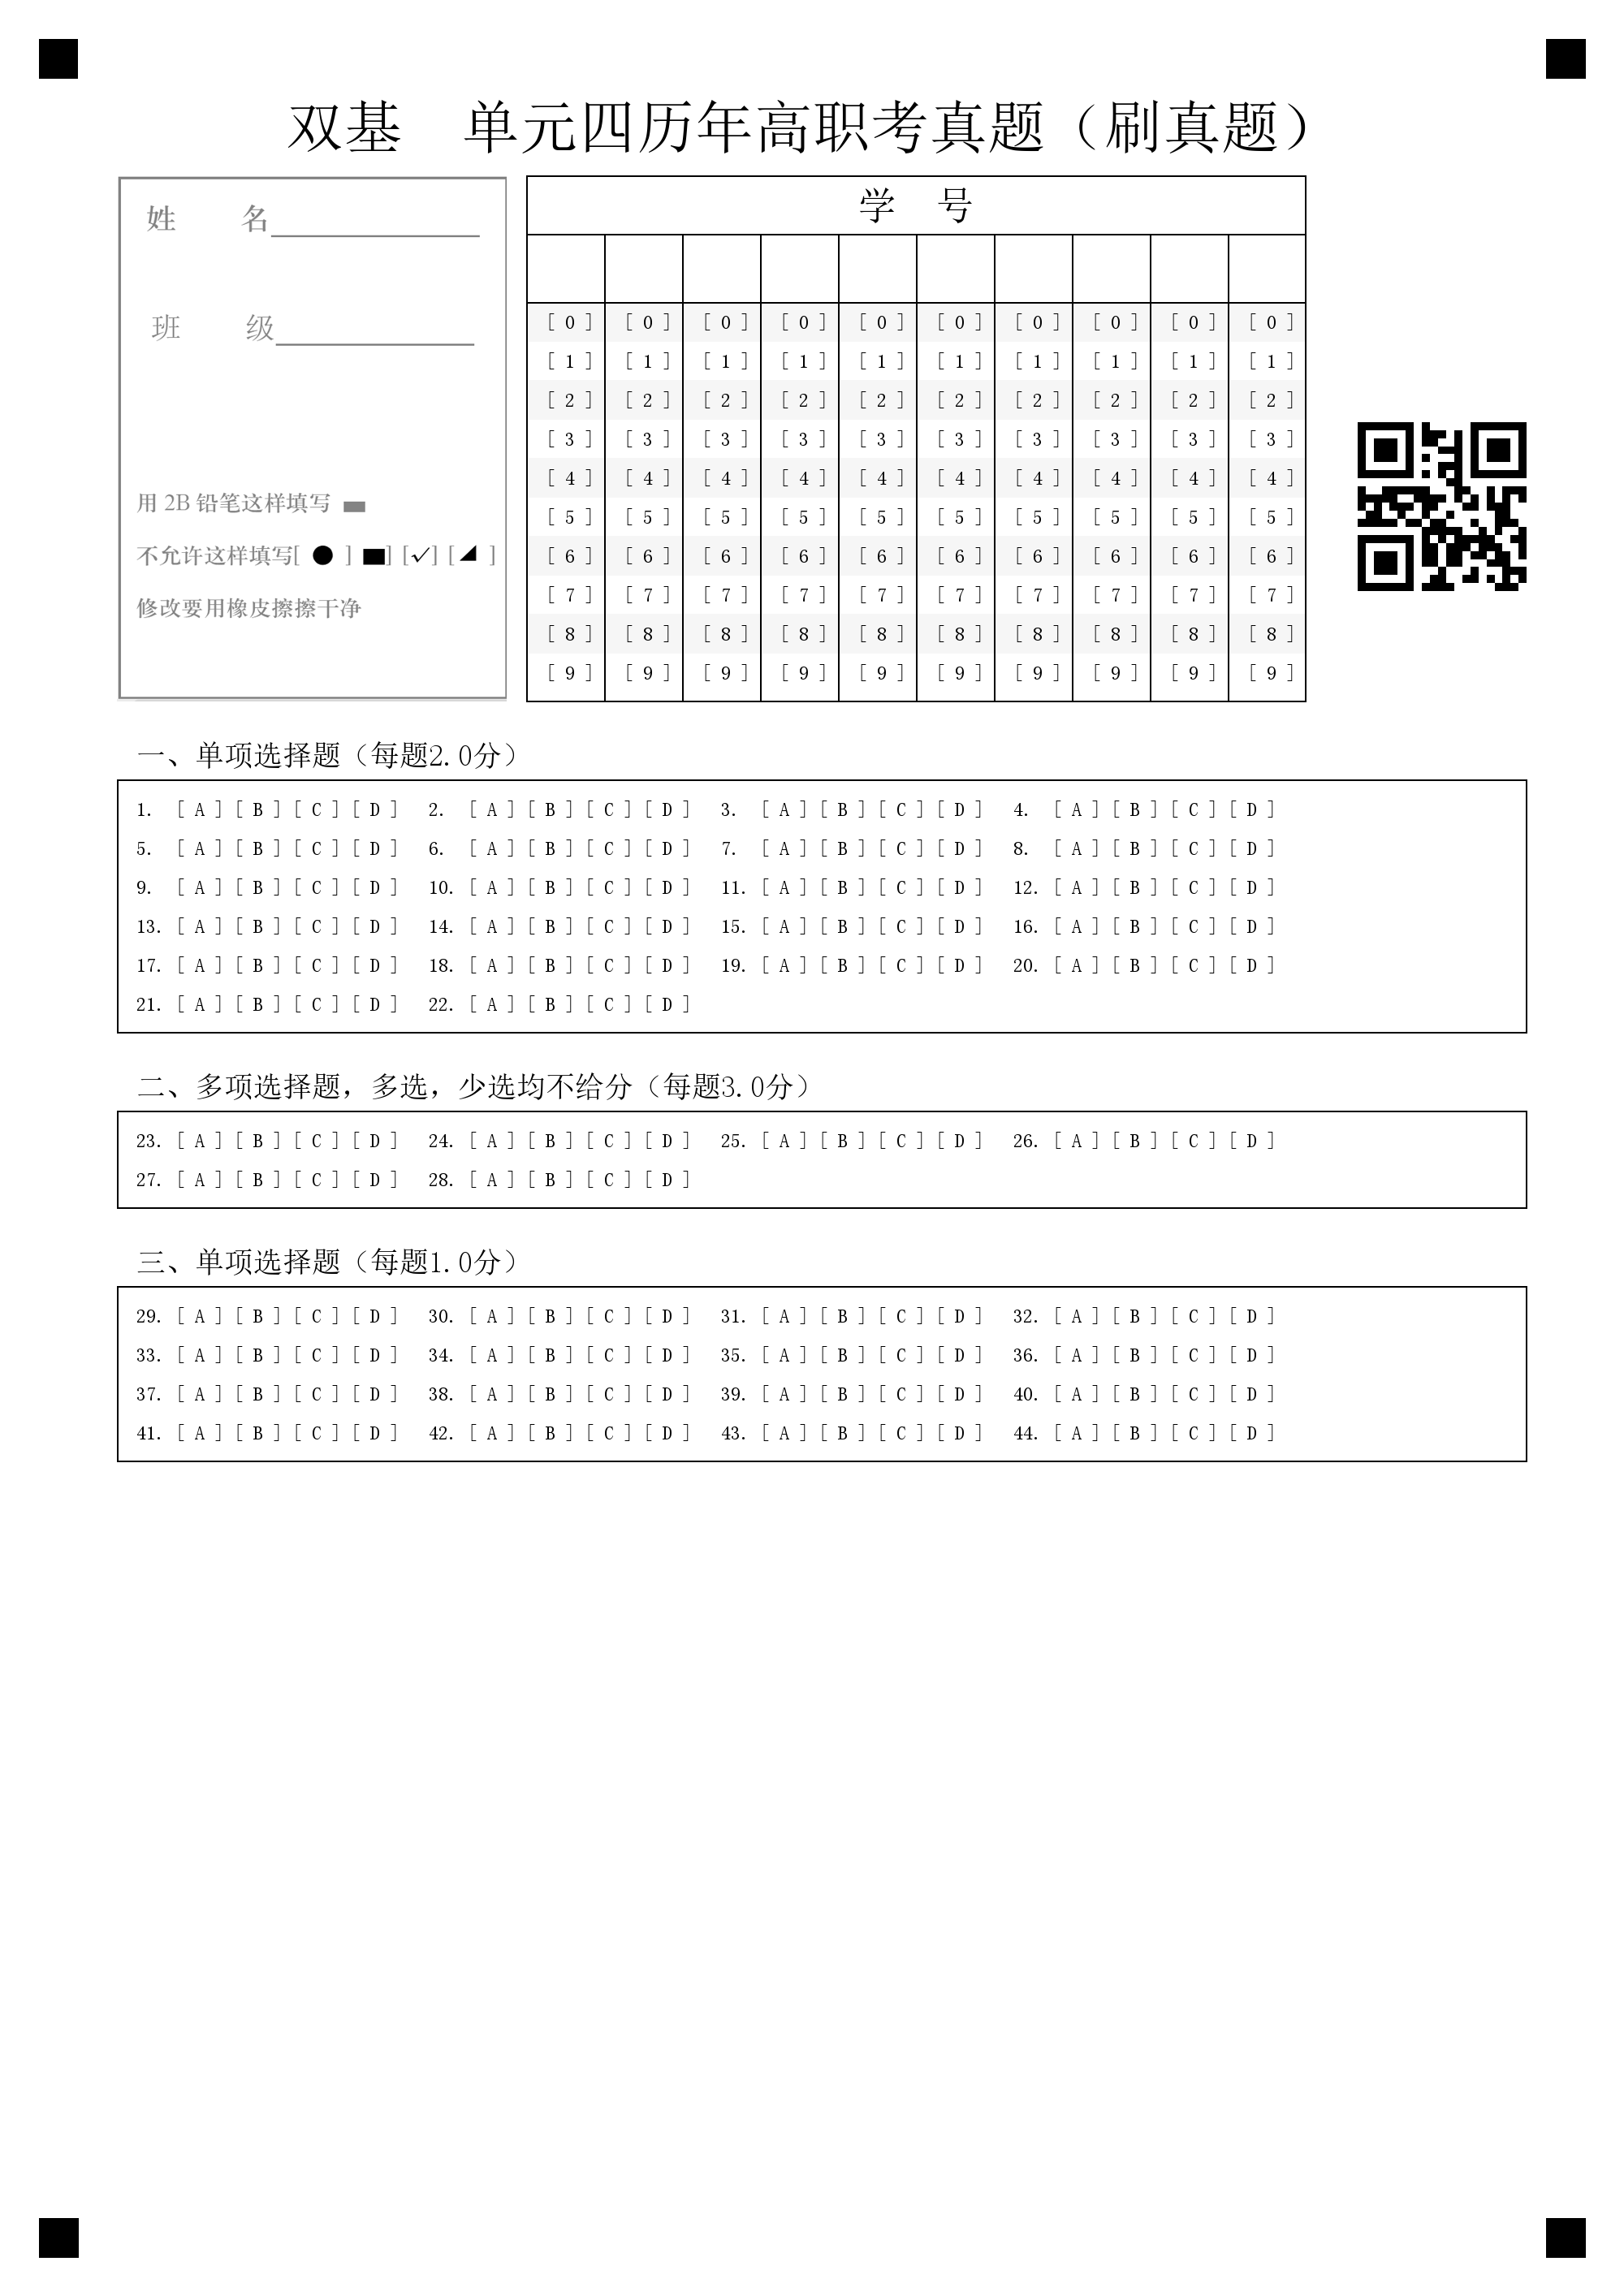 双基 单元四历年高职考真题（刷真题）
姓 名
班 级
用 2B 铅笔这样填写
不允许这样填写[ ● ] ■] [✓] [◢ ]
修改要用橡皮擦擦干净
学 号
[ 0 ] [ 0 ] [ 0 ] [ 0 ] [ 0 ] [ 0 ] [ 0 ] [ 0 ] [ 0 ] [ 0 ]
[ 1 ] [ 1 ] [ 1 ] [ 1 ] [ 1 ] [ 1 ] [ 1 ] [ 1 ] [ 1 ] [ 1 ]
[ 2 ] [ 2 ] [ 2 ] [ 2 ] [ 2 ] [ 2 ] [ 2 ] [ 2 ] [ 2 ] [ 2 ]
[ 3 ] [ 3 ] [ 3 ] [ 3 ] [ 3 ] [ 3 ] [ 3 ] [ 3 ] [ 3 ] [ 3 ]
[ 4 ] [ 4 ] [ 4 ] [ 4 ] [ 4 ] [ 4 ] [ 4 ] [ 4 ] [ 4 ] [ 4 ]
[ 5 ] [ 5 ] [ 5 ] [ 5 ] [ 5 ] [ 5 ] [ 5 ] [ 5 ] [ 5 ] [ 5 ]
[ 6 ] [ 6 ] [ 6 ] [ 6 ] [ 6 ] [ 6 ] [ 6 ] [ 6 ] [ 6 ] [ 6 ]
[ 7 ] [ 7 ] [ 7 ] [ 7 ] [ 7 ] [ 7 ] [ 7 ] [ 7 ] [ 7 ] [ 7 ]
[ 8 ] [ 8 ] [ 8 ] [ 8 ] [ 8 ] [ 8 ] [ 8 ] [ 8 ] [ 8 ] [ 8 ]
[ 9 ] [ 9 ] [ 9 ] [ 9 ] [ 9 ] [ 9 ] [ 9 ] [ 9 ] [ 9 ] [ 9 ]
一、单项选择题（每题2.0分）
1. [ A ] [ B ] [ C ] [ D ] 2. [ A ] [ B ] [ C ] [ D ] 3. [ A ] [ B ] [ C ] [ D ] 4. [ A ] [ B ] [ C ] [ D ]
5. [ A ] [ B ] [ C ] [ D ] 6. [ A ] [ B ] [ C ] [ D ] 7. [ A ] [ B ] [ C ] [ D ] 8. [ A ] [ B ] [ C ] [ D ]
9. [ A ] [ B ] [ C ] [ D ] 10. [ A ] [ B ] [ C ] [ D ] 11. [ A ] [ B ] [ C ] [ D ] 12. [ A ] [ B ] [ C ] [ D ]
13. [ A ] [ B ] [ C ] [ D ] 14. [ A ] [ B ] [ C ] [ D ] 15. [ A ] [ B ] [ C ] [ D ] 16. [ A ] [ B ] [ C ] [ D ]
17. [ A ] [ B ] [ C ] [ D ] 18. [ A ] [ B ] [ C ] [ D ] 19. [ A ] [ B ] [ C ] [ D ] 20. [ A ] [ B ] [ C ] [ D ]
21. [ A ] [ B ] [ C ] [ D ] 22. [ A ] [ B ] [ C ] [ D ]
二、多项选择题，多选，少选均不给分（每题3.0分）
23. [ A ] [ B ] [ C ] [ D ] 24. [ A ] [ B ] [ C ] [ D ] 25. [ A ] [ B ] [ C ] [ D ] 26. [ A ] [ B ] [ C ] [ D ]
27. [ A ] [ B ] [ C ] [ D ] 28. [ A ] [ B ] [ C ] [ D ]
三、单项选择题（每题1.0分）
29. [ A ] [ B ] [ C ] [ D ] 30. [ A ] [ B ] [ C ] [ D ] 31. [ A ] [ B ] [ C ] [ D ] 32. [ A ] [ B ] [ C ] [ D ]
33. [ A ] [ B ] [ C ] [ D ] 34. [ A ] [ B ] [ C ] [ D ] 35. [ A ] [ B ] [ C ] [ D ] 36. [ A ] [ B ] [ C ] [ D ]
37. [ A ] [ B ] [ C ] [ D ] 38. [ A ] [ B ] [ C ] [ D ] 39. [ A ] [ B ] [ C ] [ D ] 40. [ A ] [ B ] [ C ] [ D ]
41. [ A ] [ B ] [ C ] [ D ] 42. [ A ] [ B ] [ C ] [ D ] 43. [ A ] [ B ] [ C ] [ D ] 44. [ A ] [ B ] [ C ] [ D ]